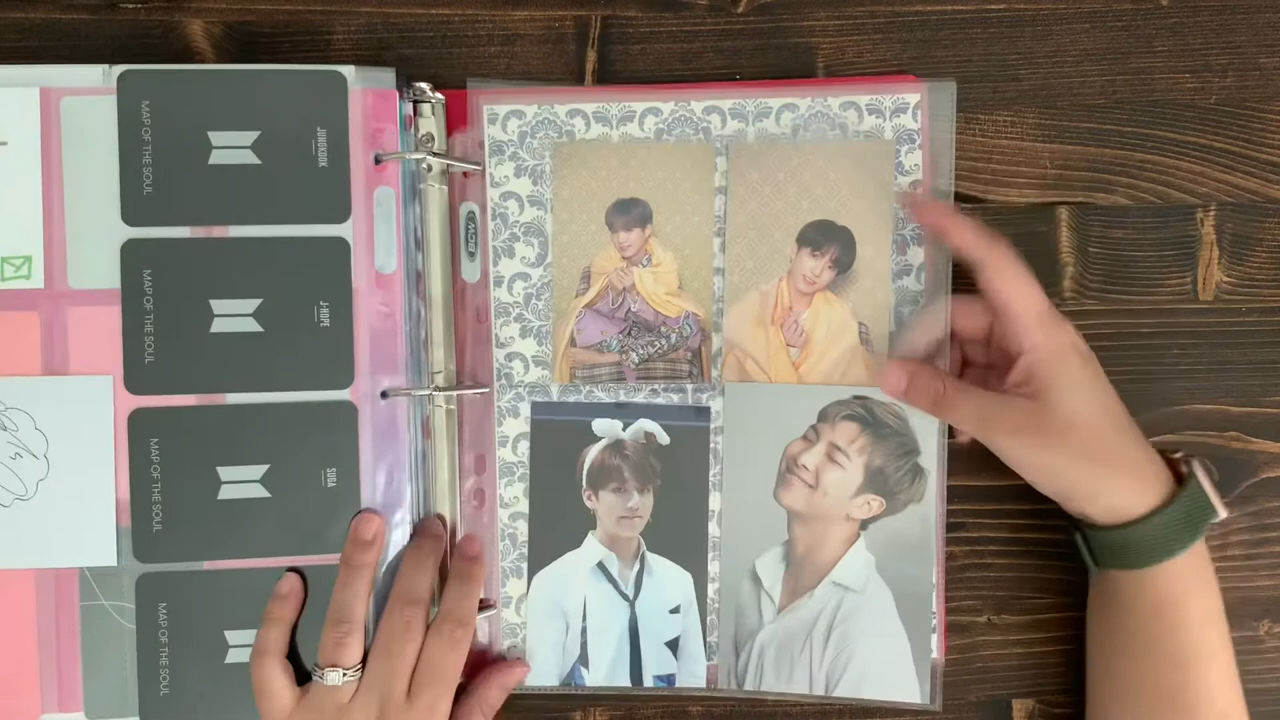 MAP OF THE SOUL
JUNGKOOK
MAP OF THE SOUL
J-HOPE
MAP OF THE SOUL
SUGA
MAP OF THE SOUL
BCW